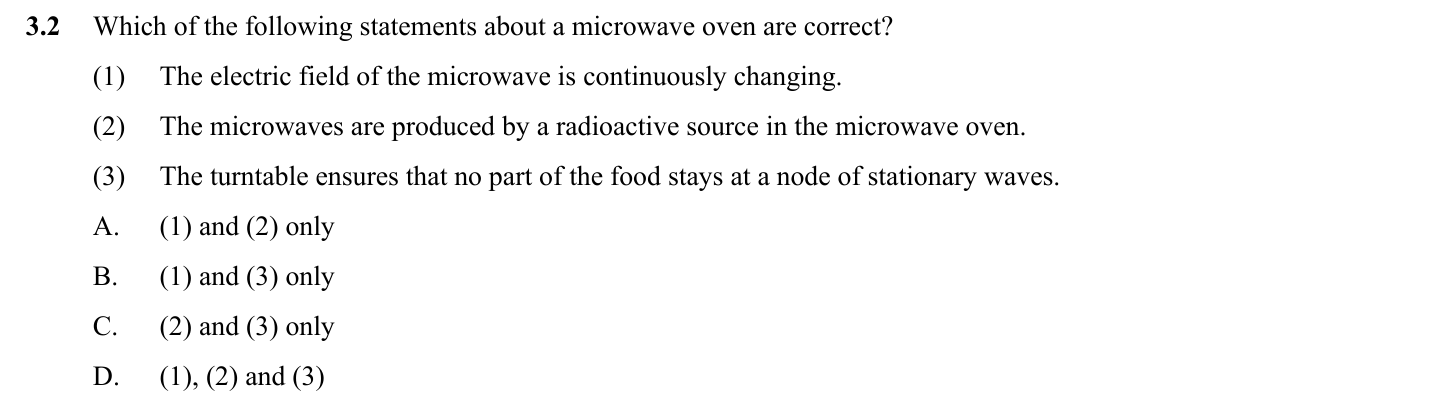 3.2 Which of the following statements about a microwave oven are correct?
(1) The electric field of the microwave is continuously changing.
(2) The microwaves are produced by a radioactive source in the microwave oven.
(3) The turntable ensures that no part of the food stays at a node of stationary waves.
A. (1) and (2) only
B. (1) and (3) only
C. (2) and (3) only
D. (1), (2) and (3)